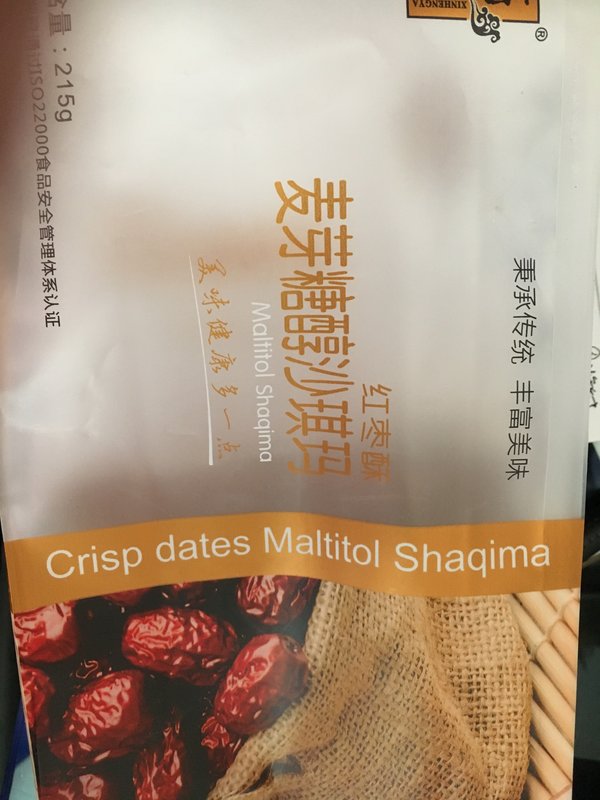 XINHENGYA
®
秉承传统 丰富美味
红枣酥
麦芽糖醇沙琪玛
Maltitol Shaqima
美味健康多一点
含量：215g
ISO22000食品安全管理体系认证
Crisp dates Maltitol Shaqima